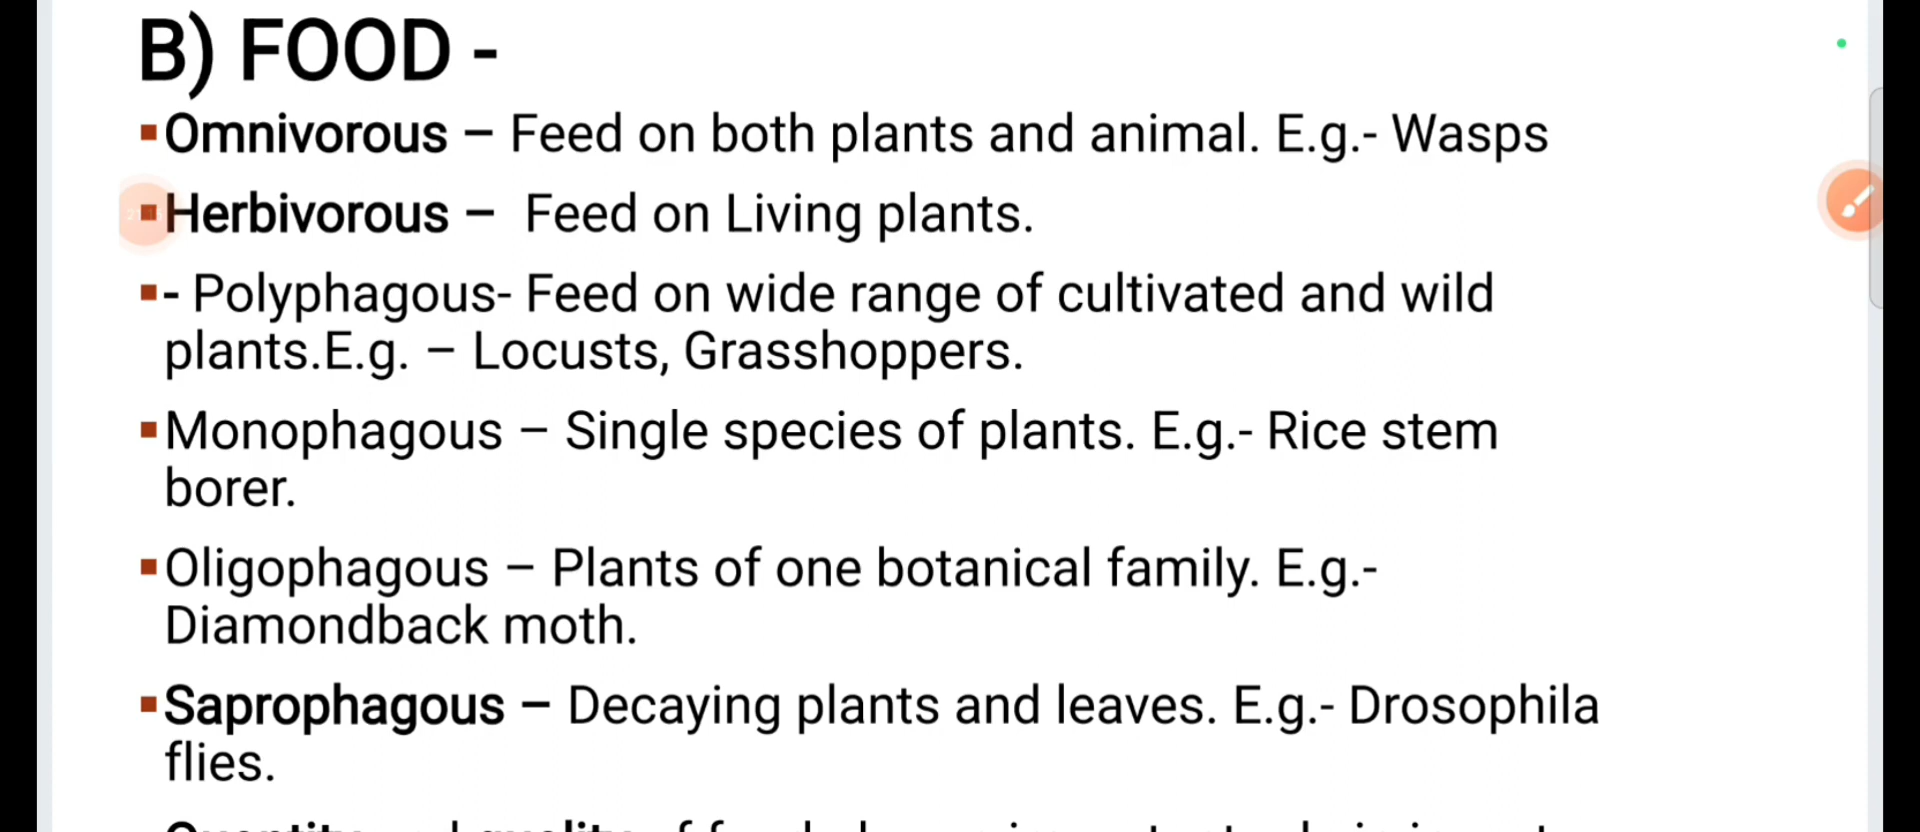 B) FOOD -
▪Omnivorous – Feed on both plants and animal. E.g.- Wasps
▪Herbivorous – Feed on Living plants.
▪- Polyphagous- Feed on wide range of cultivated and wild
plants.E.g. – Locusts, Grasshoppers.
▪Monophagous – Single species of plants. E.g.- Rice stem
borer.
▪Oligophagous – Plants of one botanical family. E.g.-
Diamondback moth.
▪Saprophagous – Decaying plants and leaves. E.g.- Drosophila
flies.